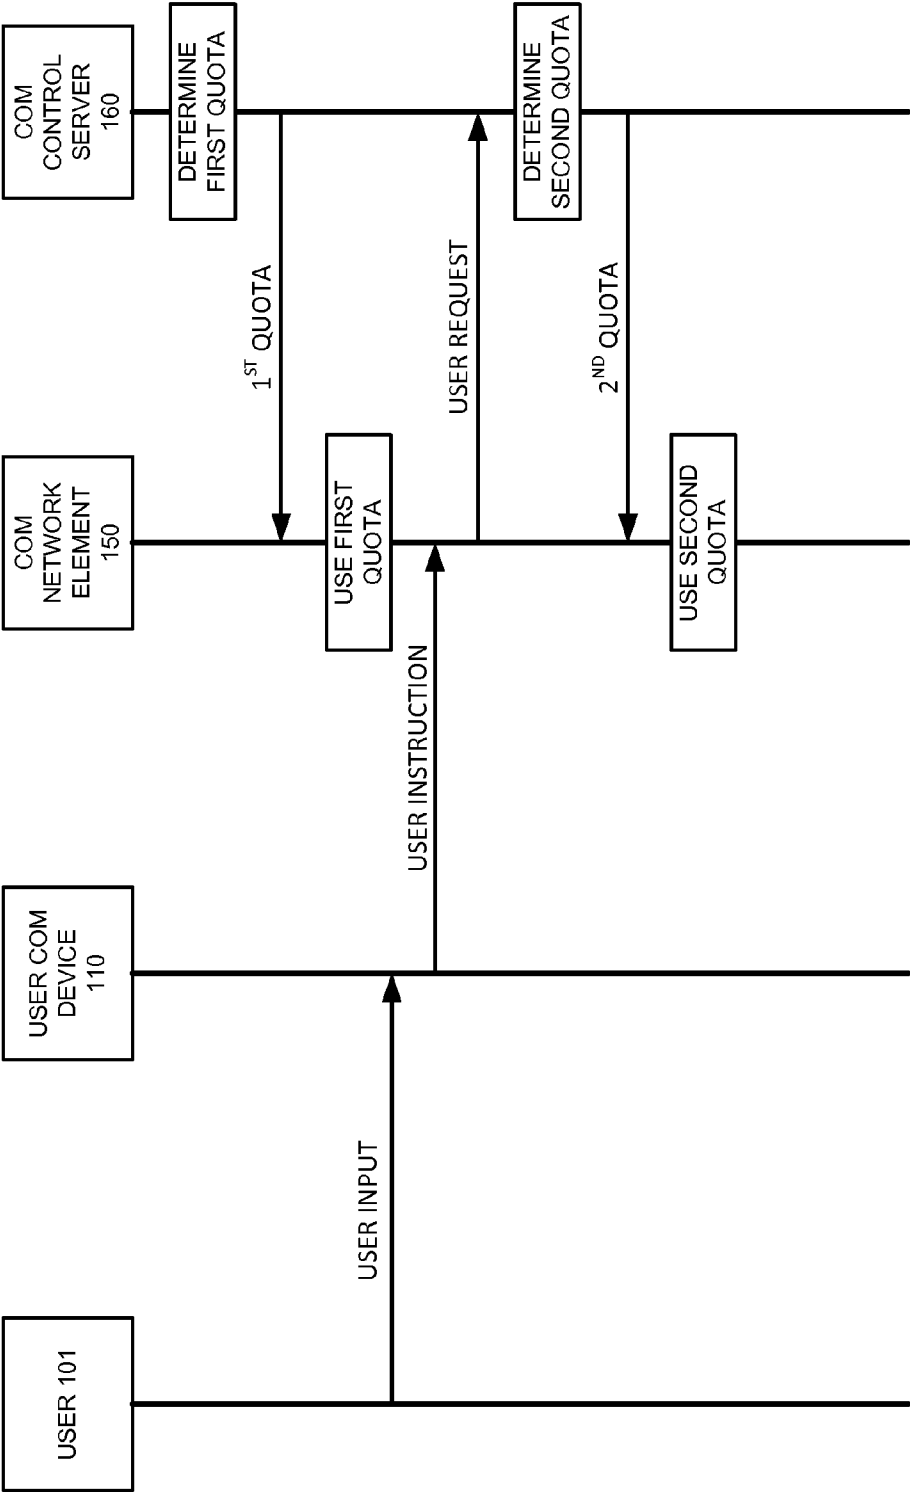 USER 101
USER COM
DEVICE
110
COM
NETWORK
ELEMENT
150
COM
CONTROL
SERVER
160
DETERMINE
FIRST QUOTA
1ST QUOTA
USE FIRST
QUOTA
USER INPUT
USER INSTRUCTION
USER REQUEST
DETERMINE
SECOND QUOTA
2ND QUOTA
USE SECOND
QUOTA